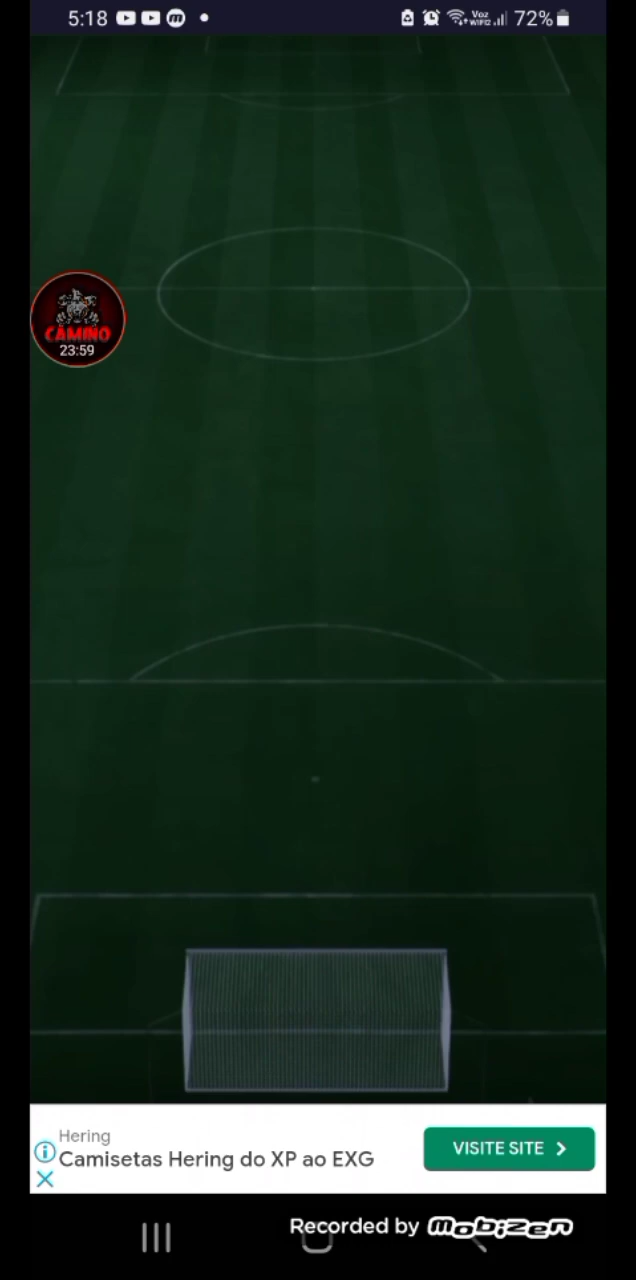 5:18
Voz
WIFI2
72%
CAMINO
23:59
Hering
Camisetas Hering do XP ao EXG
VISITE SITE
Recorded by mobizen